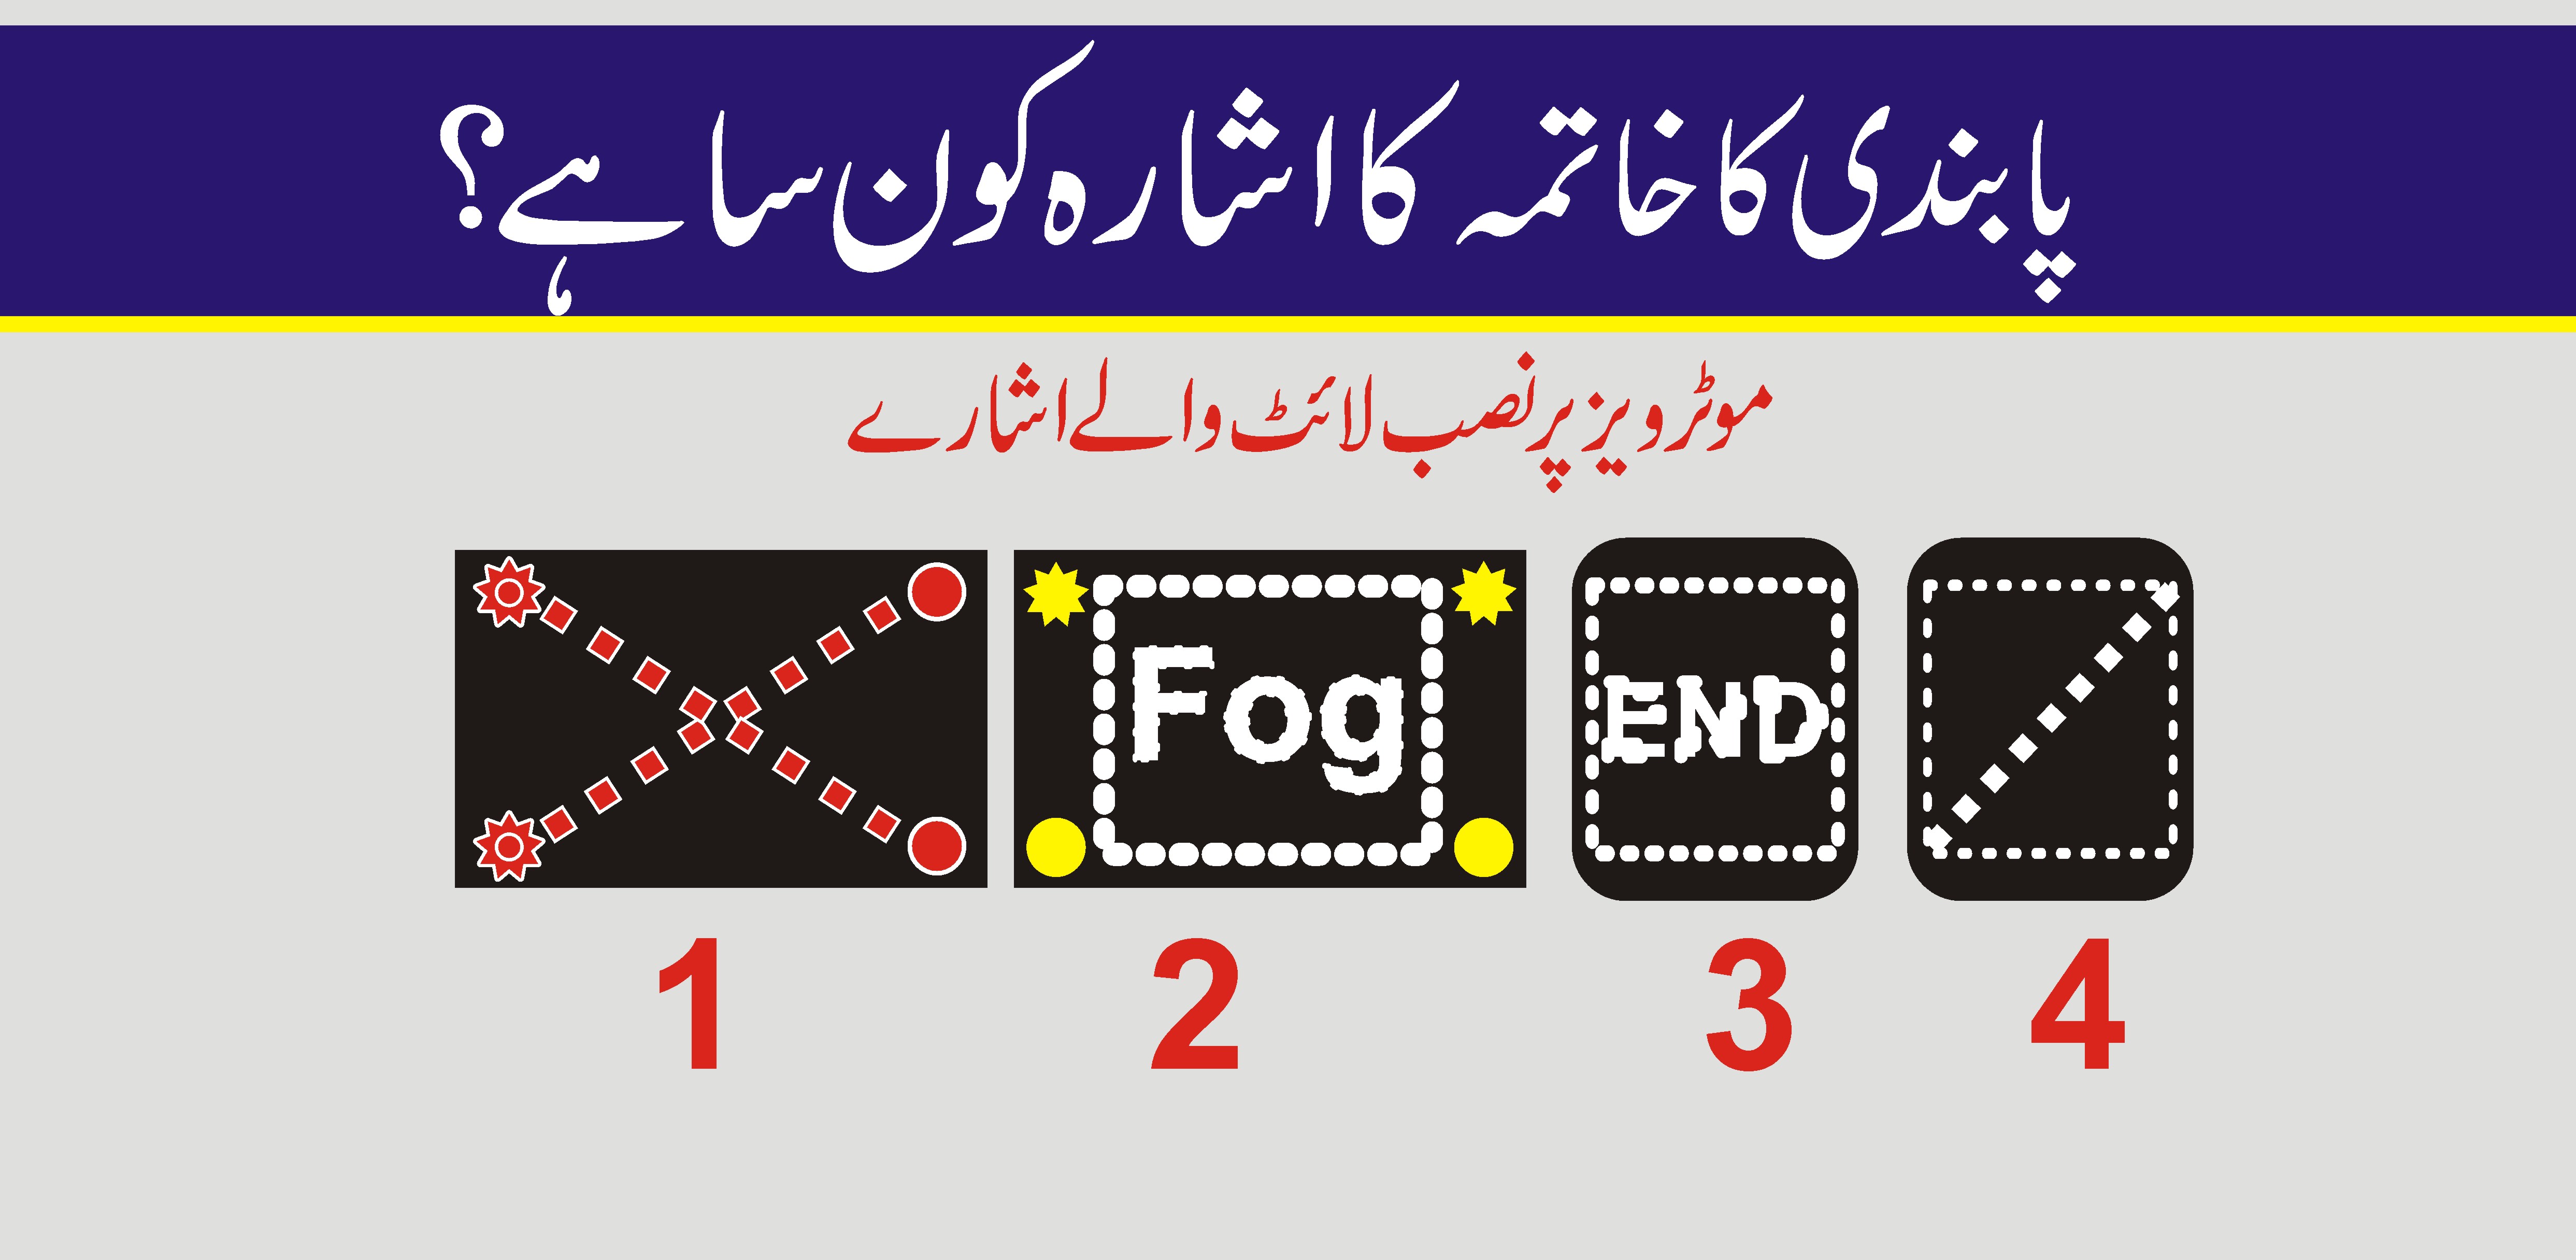 پابندی کا خاتمہ کا اشارہ کون سا ہے؟
موٹرویز پر نصب لائٹ والے اشارے
Fog END
1 2 3 4